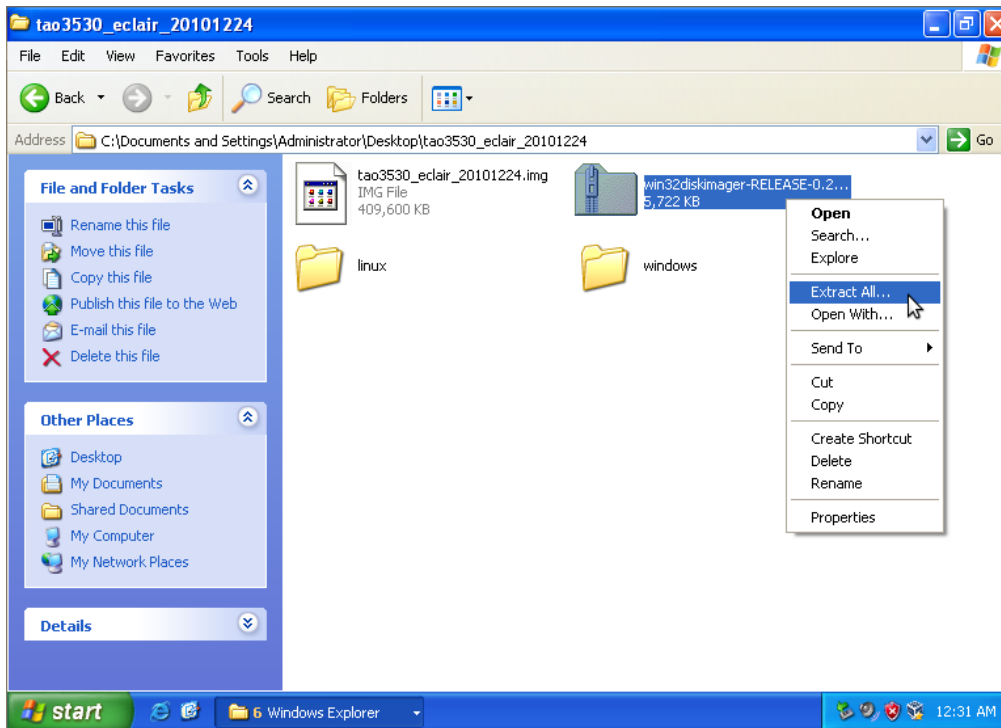 tao3530_eclair_20101224
File Edit View Favorites Tools Help
Back Search Folders
Address C:\Documents and Settings\Administrator\Desktop\tao3530_eclair_20101224 Go
File and Folder Tasks
Rename this file
Move this file
Copy this file
Publish this file to the Web
E-mail this file
Delete this file
Other Places
Desktop
My Documents
Shared Documents
My Computer
My Network Places
Details
tao3530_eclair_20101224.img
IMG File
409,600 KB
win32diskimager-RELEASE-0.2...
5,722 KB
linux
windows
Open
Search...
Explore
Extract All...
Open With...
Send To
Cut
Copy
Create Shortcut
Delete
Rename
Properties
start 6 Windows Explorer 12:31 AM